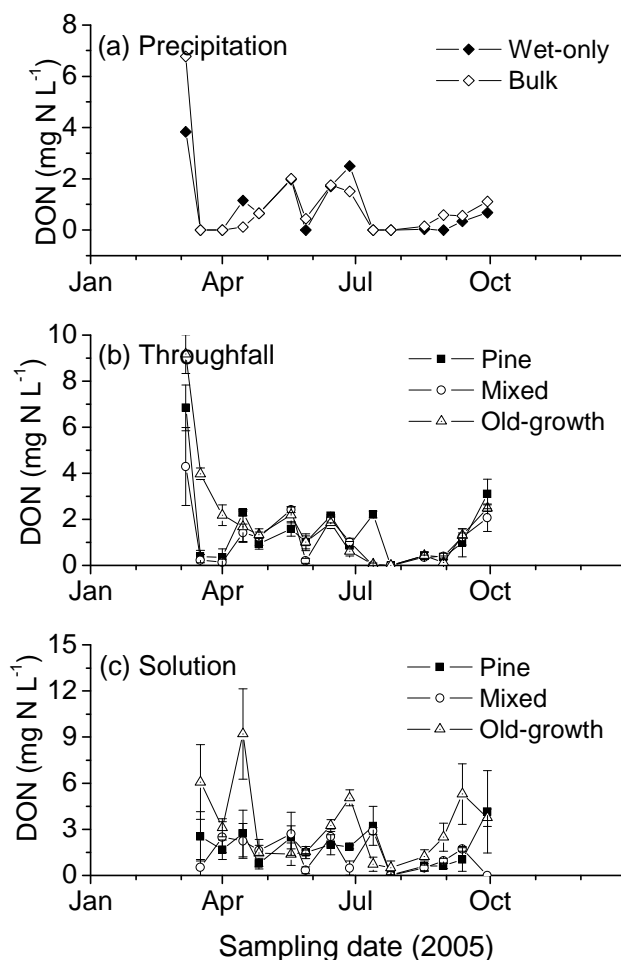 (a) Precipitation
Wet-only
Bulk
DON (mg N L⁻¹)
8
6
4
2
0
Jan
Apr
Jul
Oct
(b) Throughfall
Pine
Mixed
Old-growth
DON (mg N L⁻¹)
10
8
6
4
2
0
Jan
Apr
Jul
Oct
(c) Solution
Pine
Mixed
Old-growth
DON (mg N L⁻¹)
15
12
9
6
3
0
Jan
Apr
Jul
Oct
Sampling date (2005)